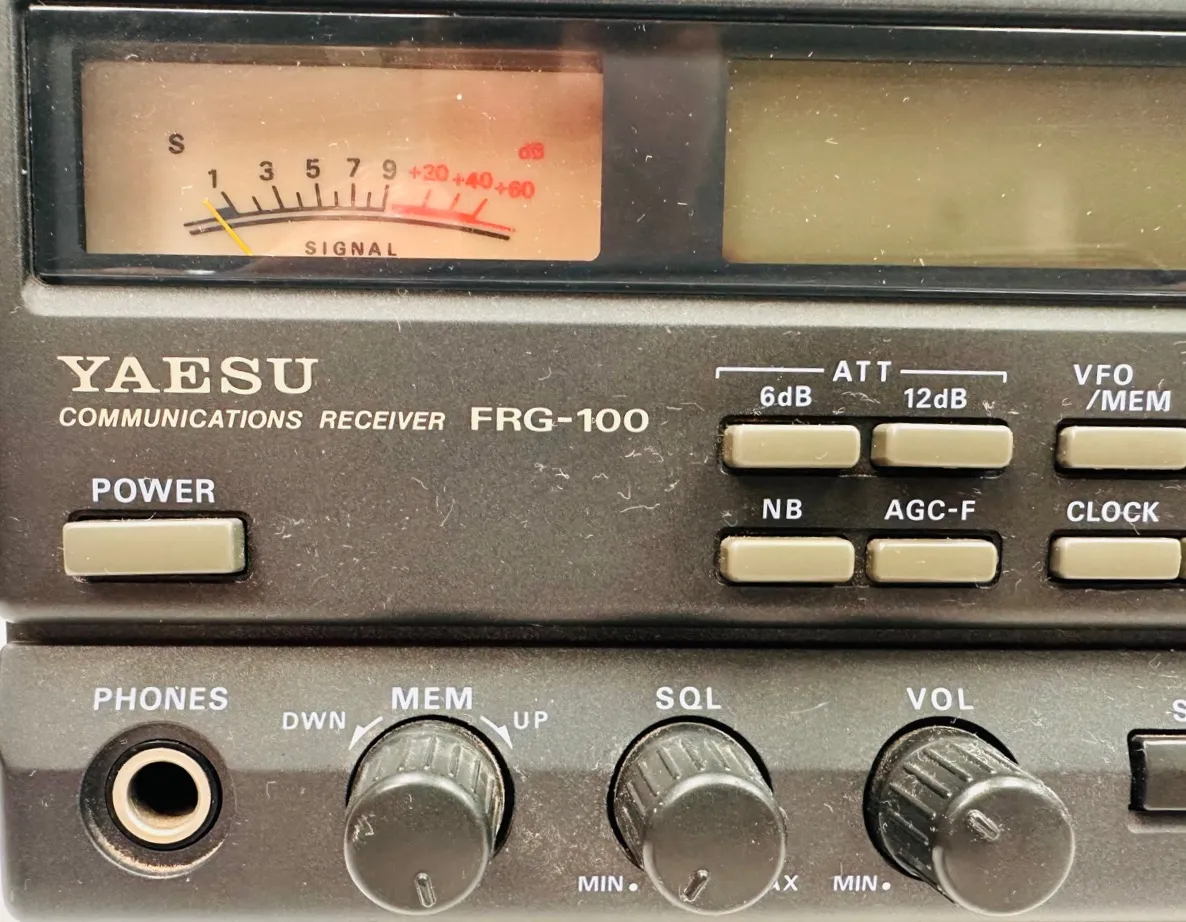 S
dB
1 3 5 7 9 +20 +40 +60
SIGNAL
YAESU
COMMUNICATIONS RECEIVER FRG-100
POWER
ATT
6dB 12dB
VFO
/MEM
NB AGC-F CLOCK
PHONES
MEM
DWN UP
SQL
VOL
MIN.
MIN.